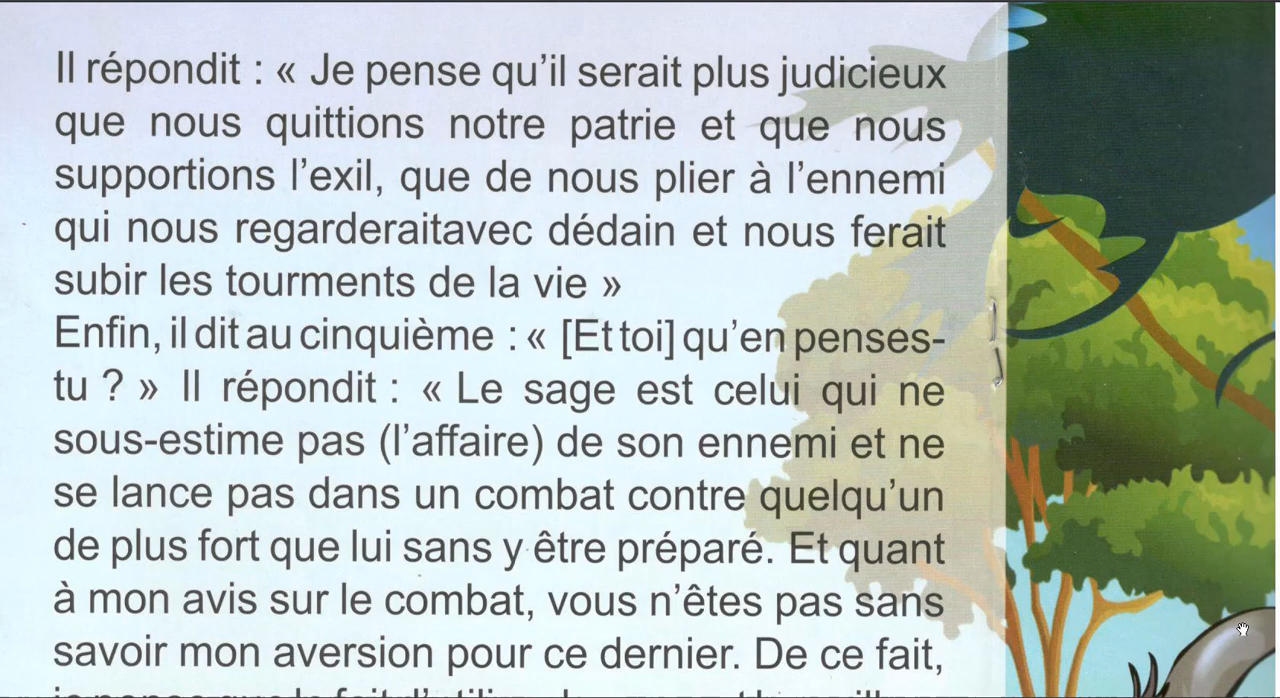 Il répondit : « Je pense qu’il serait plus judicieux
que nous quittions notre patrie et que nous
supportions l’exil, que de nous plier à l’ennemi
qui nous regarderaitavec dédain et nous ferait
subir les tourments de la vie »
Enfin, il dit au cinquième : « [Et toi] qu’en penses-
tu ? » Il répondit : « Le sage est celui qui ne
sous-estime pas (l’affaire) de son ennemi et ne
se lance pas dans un combat contre quelqu’un
de plus fort que lui sans y être préparé. Et quant
à mon avis sur le combat, vous n’êtes pas sans
savoir mon aversion pour ce dernier. De ce fait,